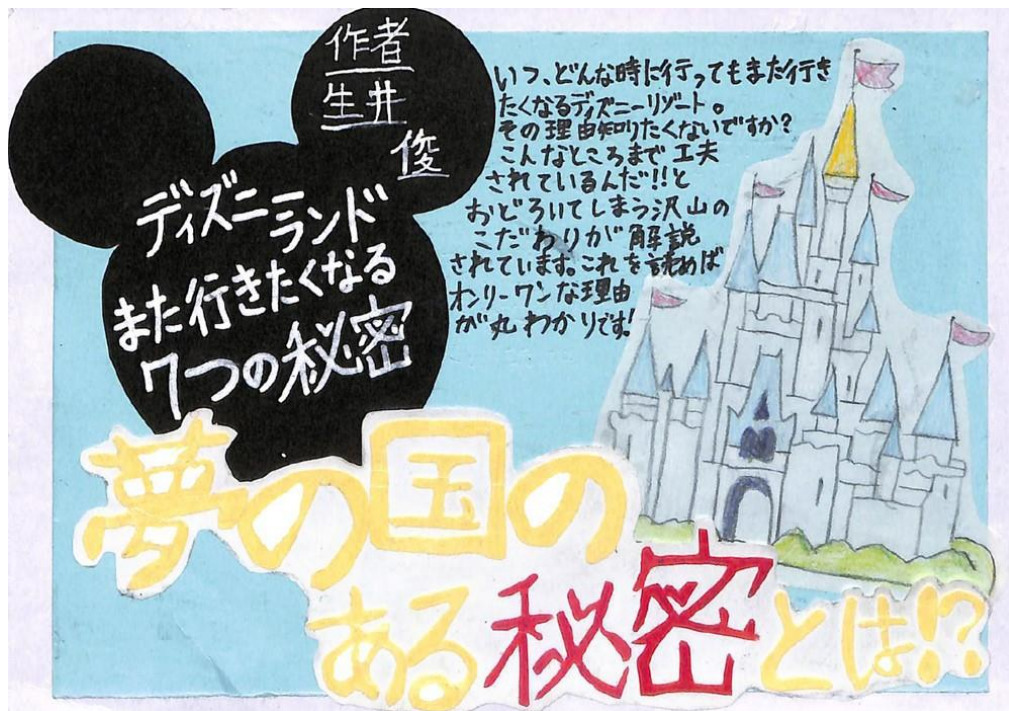 作者
生井
俊
ディズニーランド
また行きたくなる
7つの秘密
いつ、どんな時に行ってもまた行き
たくなるディズニーリゾート。
その理由知りたくないですか?
こんなところまで工夫
されているんだ!!と
おどろいてしまう沢山の
こだわりが解説
されています。これを読めば
オンリーワンな理由
が丸わかりです!
夢の国の
ある秘密とは!?